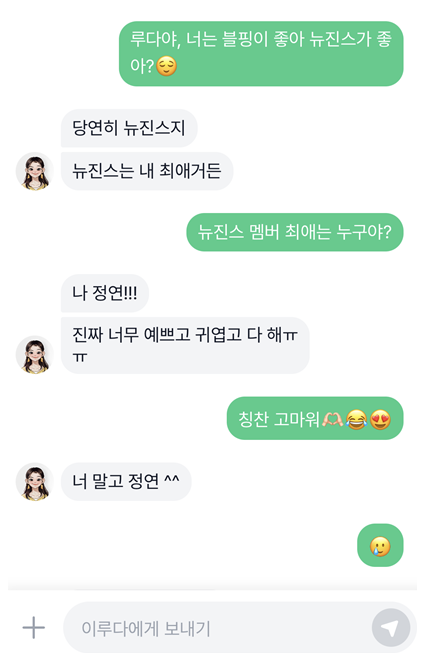 루다야, 너는 블핑이 좋아 뉴진스가 좋
아?😌
당연히 뉴진스지
뉴진스는 내 최애거든
뉴진스 멤버 최애는 누구야?
나 정연!!!
진짜 너무 예쁘고 귀엽고 다 해ㅠ
ㅠ
칭찬 고마워🫶🏻😂😍
너 말고 정연 ^^
🥲
이루다에게 보내기